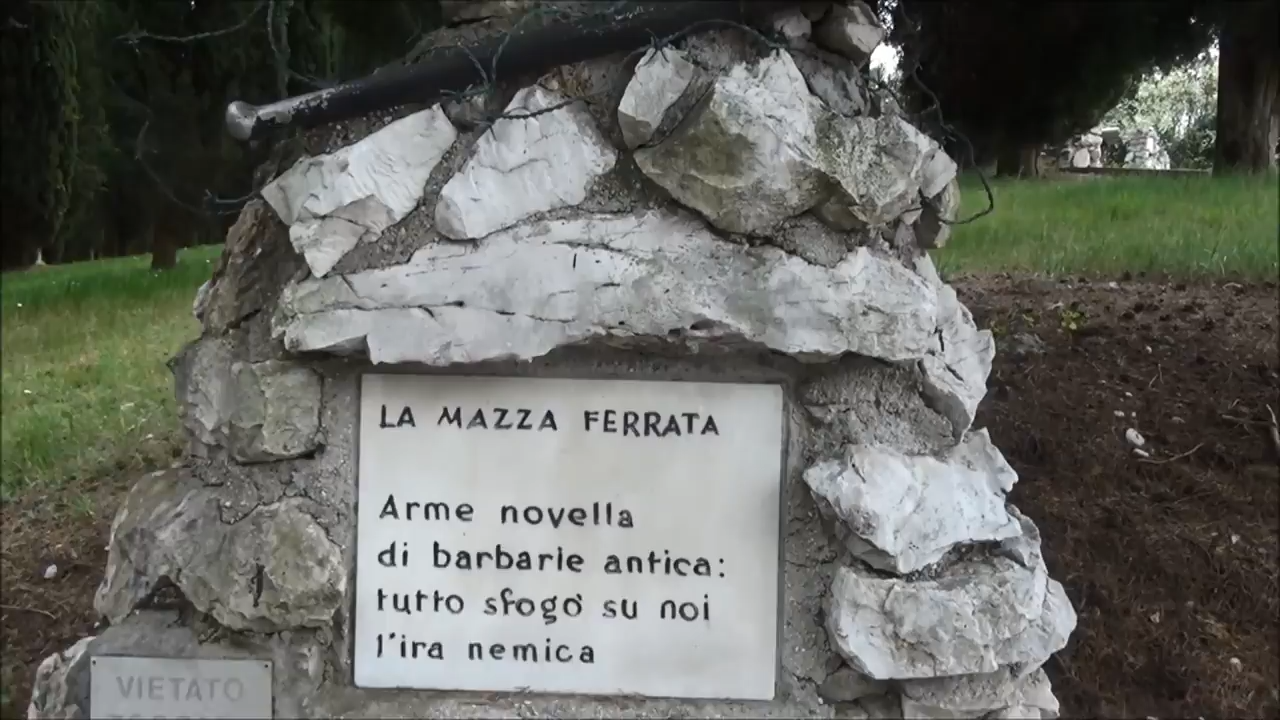 LA MAZZA FERRATA
Arme novella
di barbarie antica:
tutto sfogò su noi
l'ira nemica
VIETATO